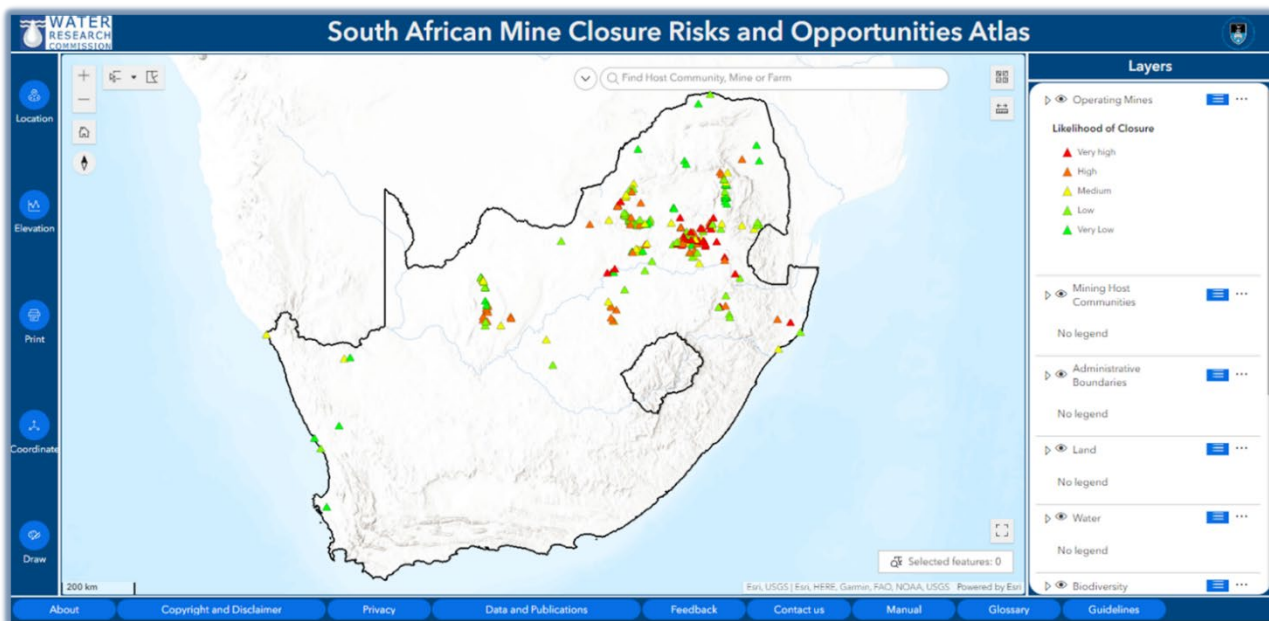 WATER
RESEARCH
COMMISSION
South African Mine Closure Risks and Opportunities Atlas
Location
Elevation
Print
Coordinate
Draw
Find Host Community, Mine or Farm
Layers
Operating Mines
Likelihood of Closure
Very high
High
Medium
Low
Very Low
Mining Host
Communities
No legend
Administrative
Boundaries
No legend
Land
No legend
Water
No legend
Biodiversity
Selected features: 0
200 km
Esri, USGS | Esri, HERE, Garmin, FAO, NOAA, USGS Powered by Esri
About Copyright and Disclaimer Privacy Data and Publications Feedback Contact us Manual Glossary Guidelines